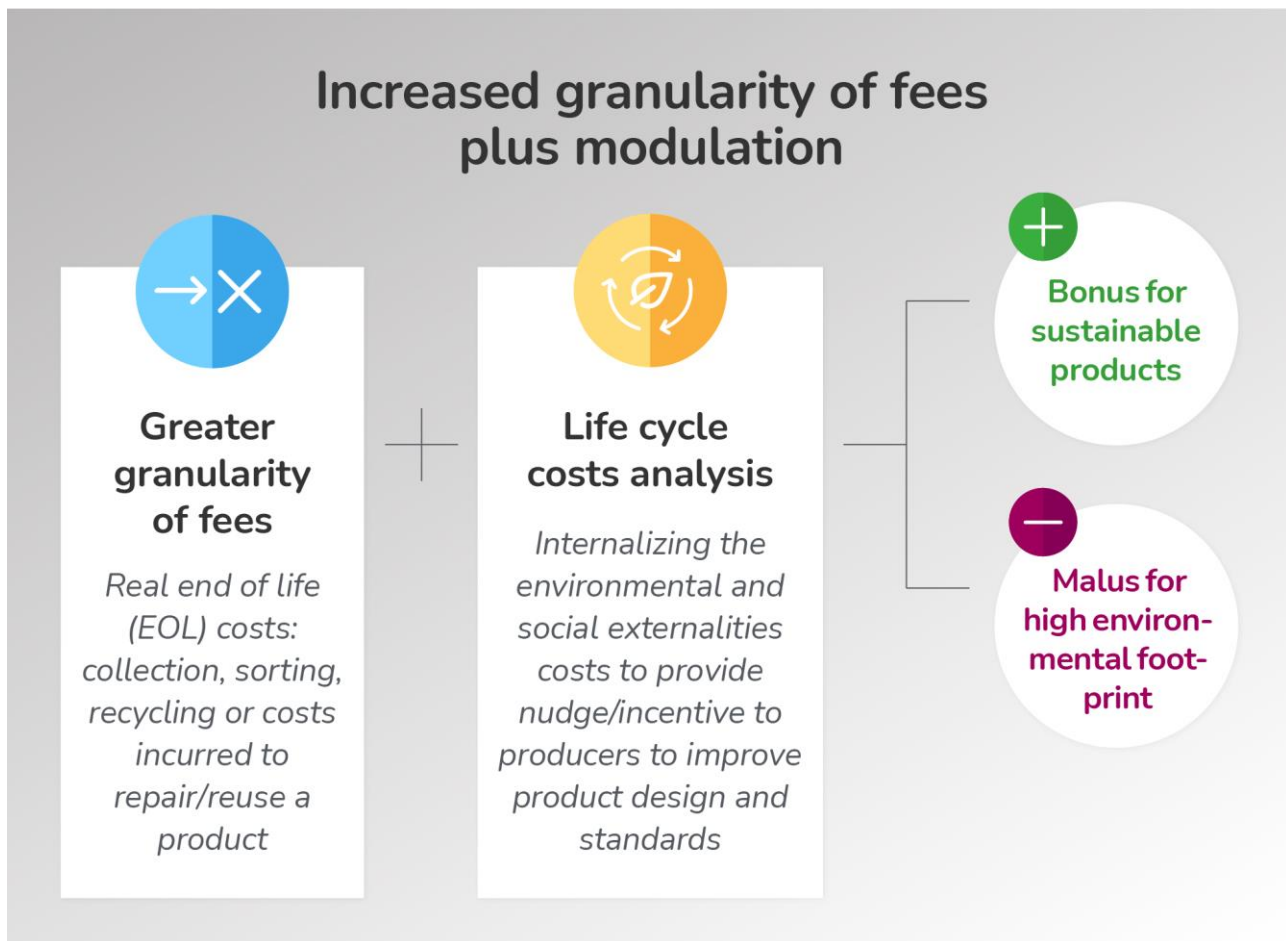 Increased granularity of fees
plus modulation
Greater
granularity
of fees
Real end of life
(EOL) costs:
collection, sorting,
recycling or costs
incurred to
repair/reuse a
product
Life cycle
costs analysis
Internalizing the
environmental and
social externalities
costs to provide
nudge/incentive to
producers to improve
product design and
standards
Bonus for
sustainable
products
Malus for
high environ-
mental foot-
print